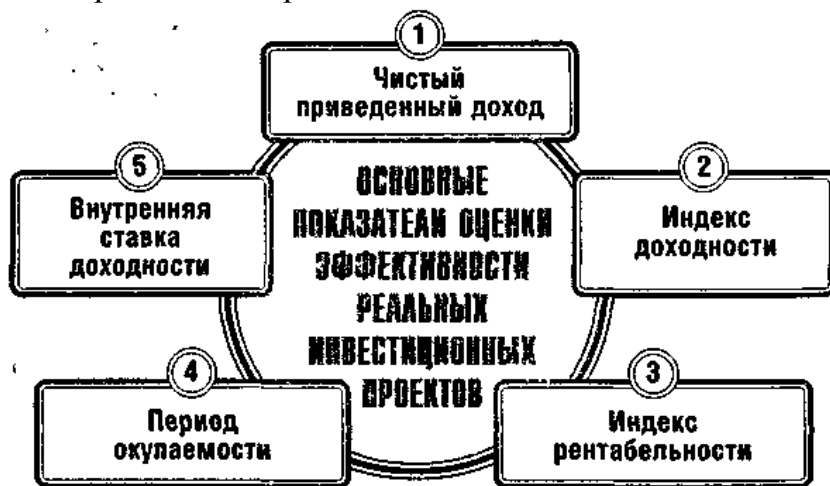 1
Чистый
приведенный доход
5
Внутренняя
ставка
доходности
ОСНОВНЫЕ
ПОКАЗАТЕЛИ ОЦЕНКИ
ЭФФЕКТИВНОСТИ
РЕАЛЬНЫХ
ИНВЕСТИЦИОННЫХ
ПРОЕКТОВ
2
Индекс
доходности
4
Период
окупаемости
3
Индекс
рентабельности